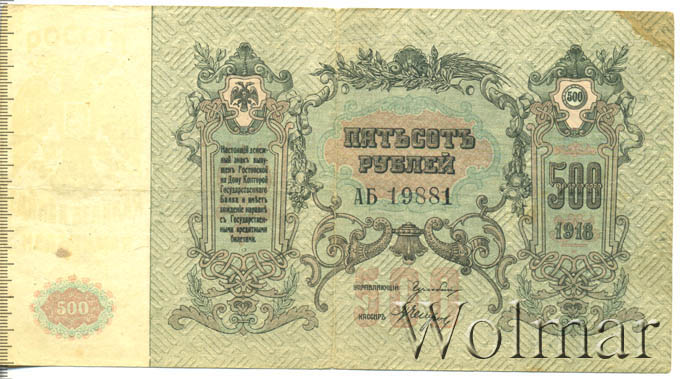 500
Настоящій денеж-
ный знакъ выпу-
щенъ Ростовской
на Дону Конторой
Государственнаго
Банка и имѣетъ
хожденіе наравнѣ
съ Государствен-
ными кредитными
билетами.
ПЯТЬСОТЪ
РУБЛЕЙ
АБ 19881
500
УПРАВЛЯЮЩІЙ
КАССИРЪ
500
500
1918
Wolmar